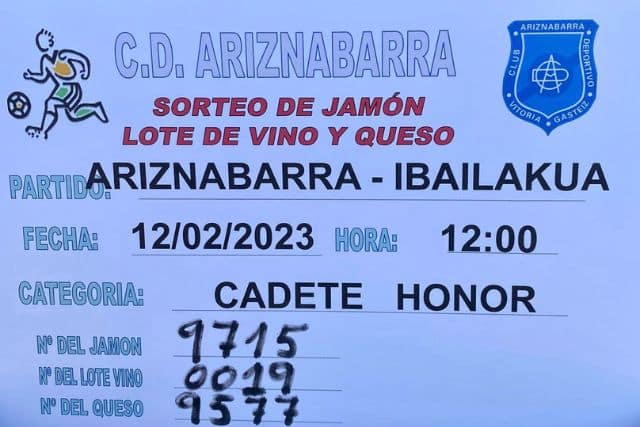 C.D. ARIZNABARRA
ARIZNABARRA
CLUB
DEPORTIVO
VITORIA GASTEIZ
SORTEO DE JAMÓN
LOTE DE VINO Y QUESO
PARTIDO: ARIZNABARRA - IBAILAKUA
FECHA: 12/02/2023 HORA: 12:00
CATEGORIA: CADETE HONOR
Nº DEL JAMON 9715
Nº DEL LOTE VINO 0019
Nº DEL QUESO 9577